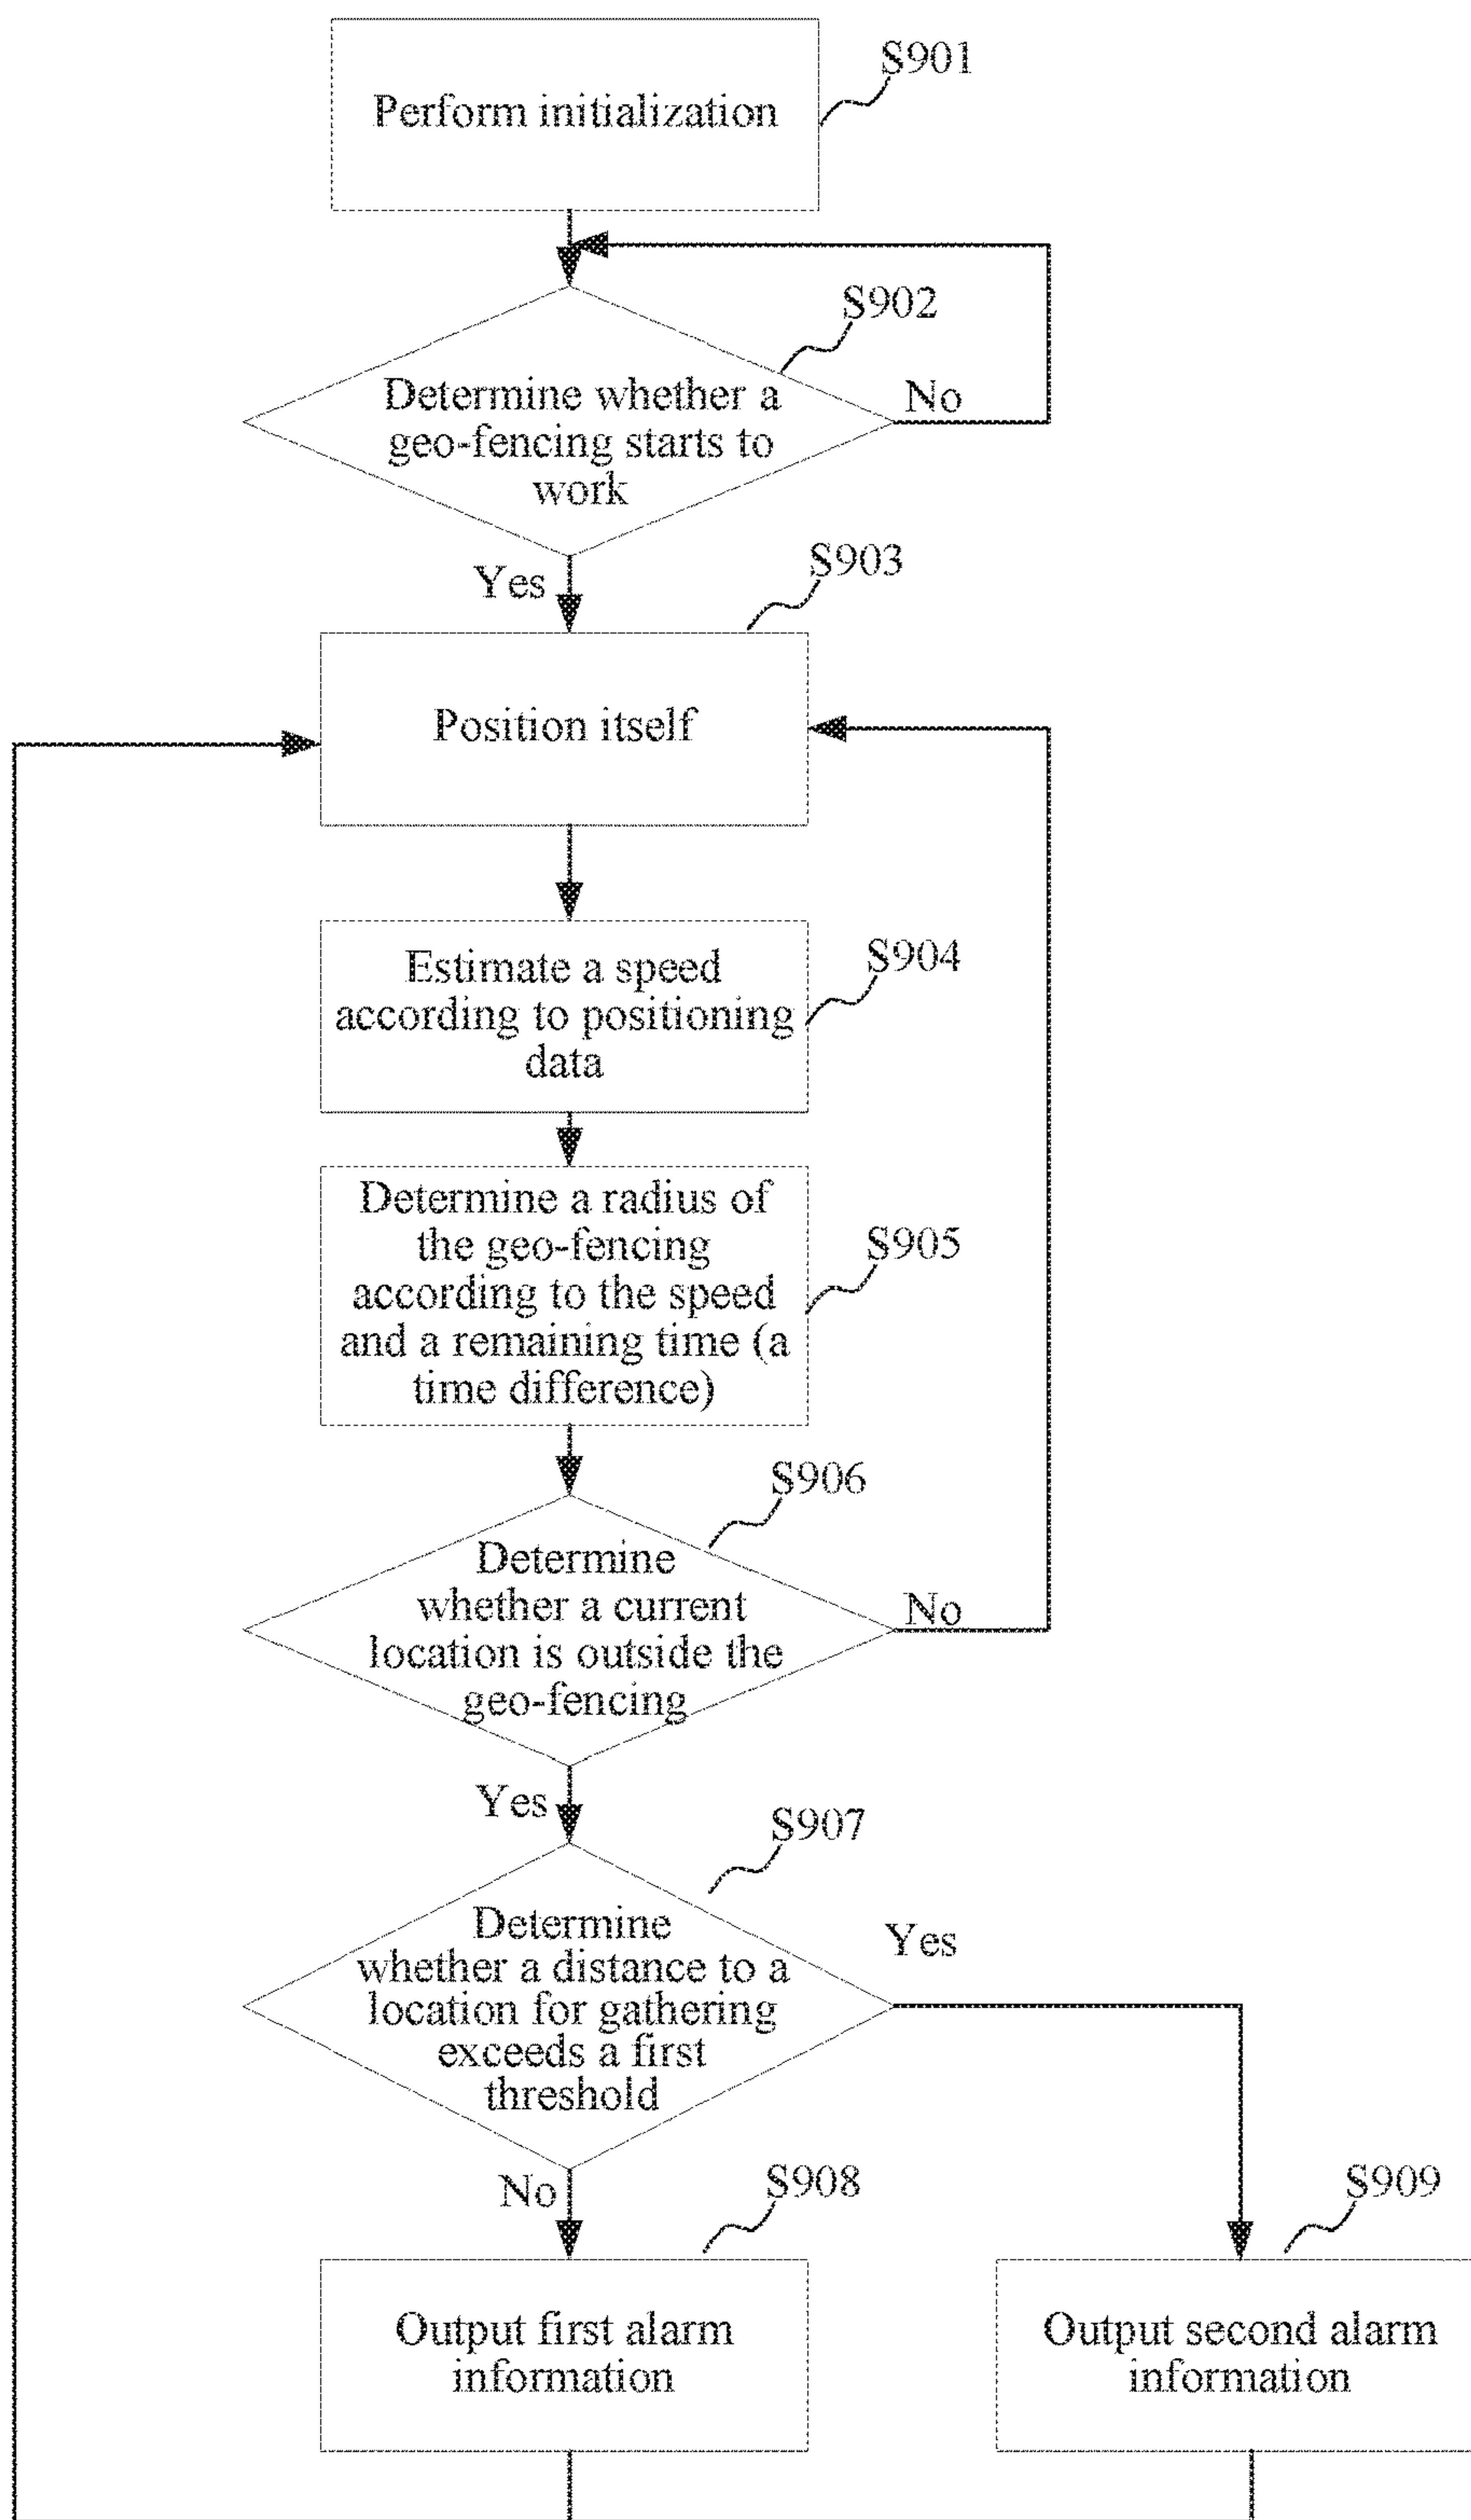 Perform initialization
S901
S902
Determine whether a
geo-fencing starts to
work
No
Yes
S903
Position itself
Estimate a speed
according to positioning
data
S904
Determine a radius of
the geo-fencing
according to the speed
and a remaining time (a
time difference)
S905
S906
Determine
whether a current
location is outside the
geo-fencing
No
Yes
S907
Determine
whether a distance to a
location for gathering
exceeds a first
threshold
Yes
No
S908
S909
Output first alarm
information
Output second alarm
information